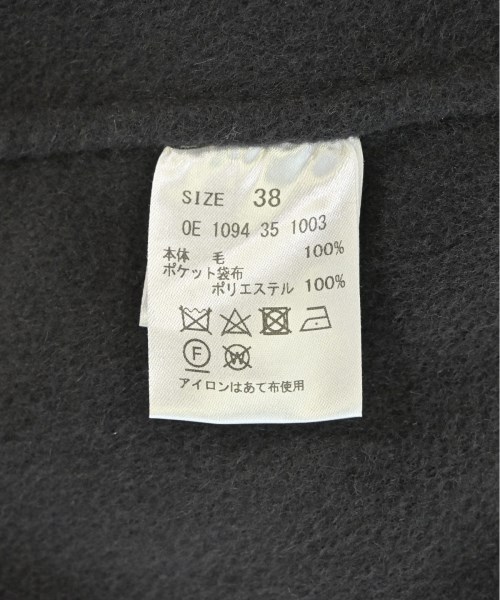 SIZE 38
OE 1094 35 1003
本体 毛 100%
ポケット袋布
ポリエステル 100%
F W
アイロンはあて布使用